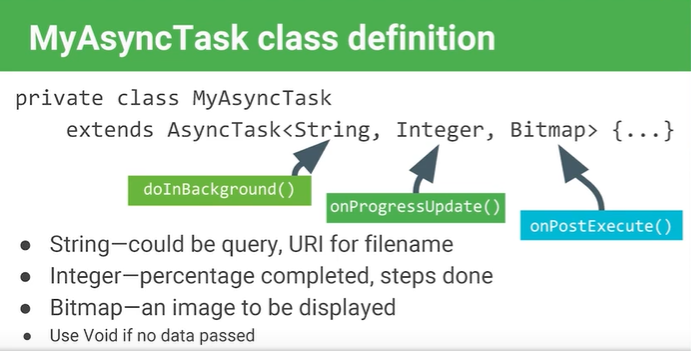 MyAsyncTask class definition
private class MyAsyncTask
extends AsyncTask<String, Integer, Bitmap> {...}
doInBackground()
onProgressUpdate()
onPostExecute()
● String—could be query, URI for filename
● Integer—percentage completed, steps done
● Bitmap—an image to be displayed
● Use Void if no data passed